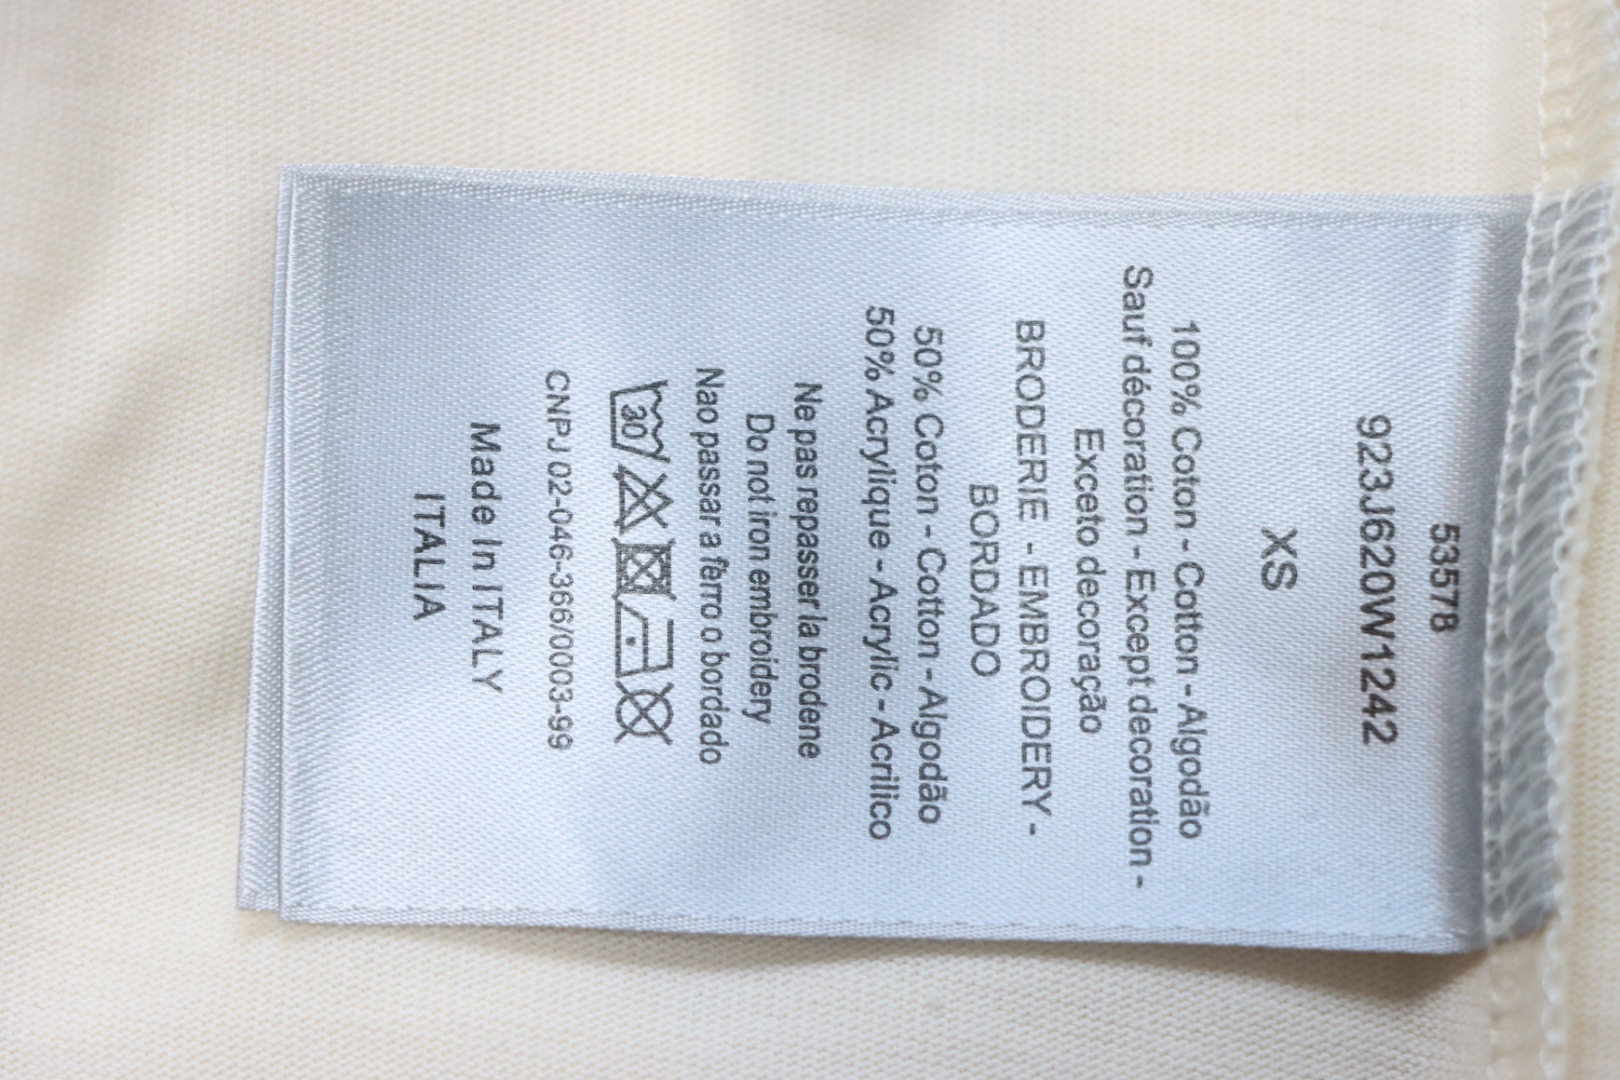 53578
923J620W1242
XS
100% Coton - Cotton - Algodão
Sauf décoration - Except decoration -
Exceto decoração
BRODERIE - EMBROIDERY -
BORDADO
50% Coton - Cotton - Algodão
50% Acrylique - Acrylic - Acrilico
Ne pas repasser la brodene
Do not iron embroidery
Nao passar a fèrro o bordado
30
CNPJ 02-046-366/0003-99
Made In ITALY
ITALIA